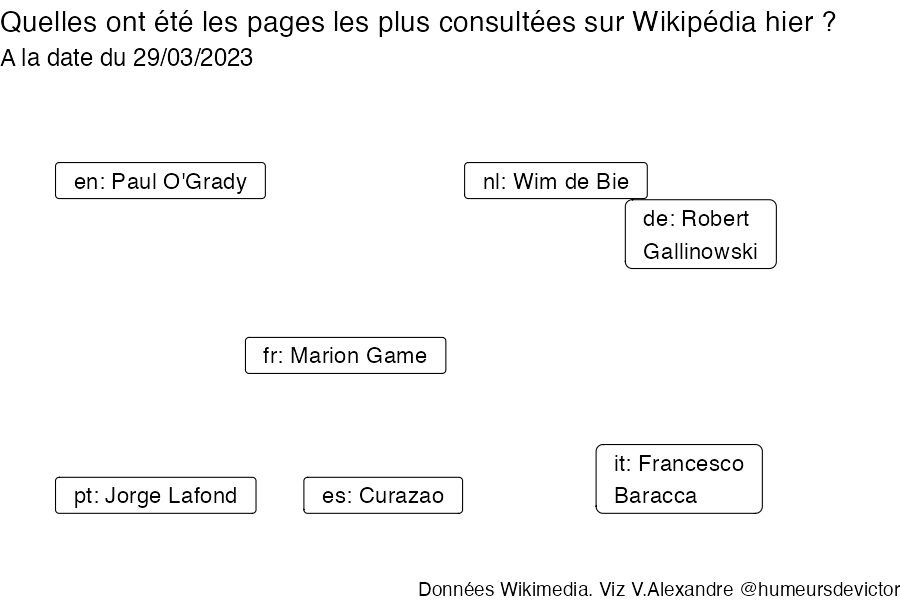 Quelles ont été les pages les plus consultées sur Wikipédia hier ?
A la date du 29/03/2023
en: Paul O'Grady
nl: Wim de Bie
de: Robert
Gallinowski
fr: Marion Game
it: Francesco
Baracca
pt: Jorge Lafond
es: Curazao
Données Wikimedia. Viz V.Alexandre @humeursdevictor